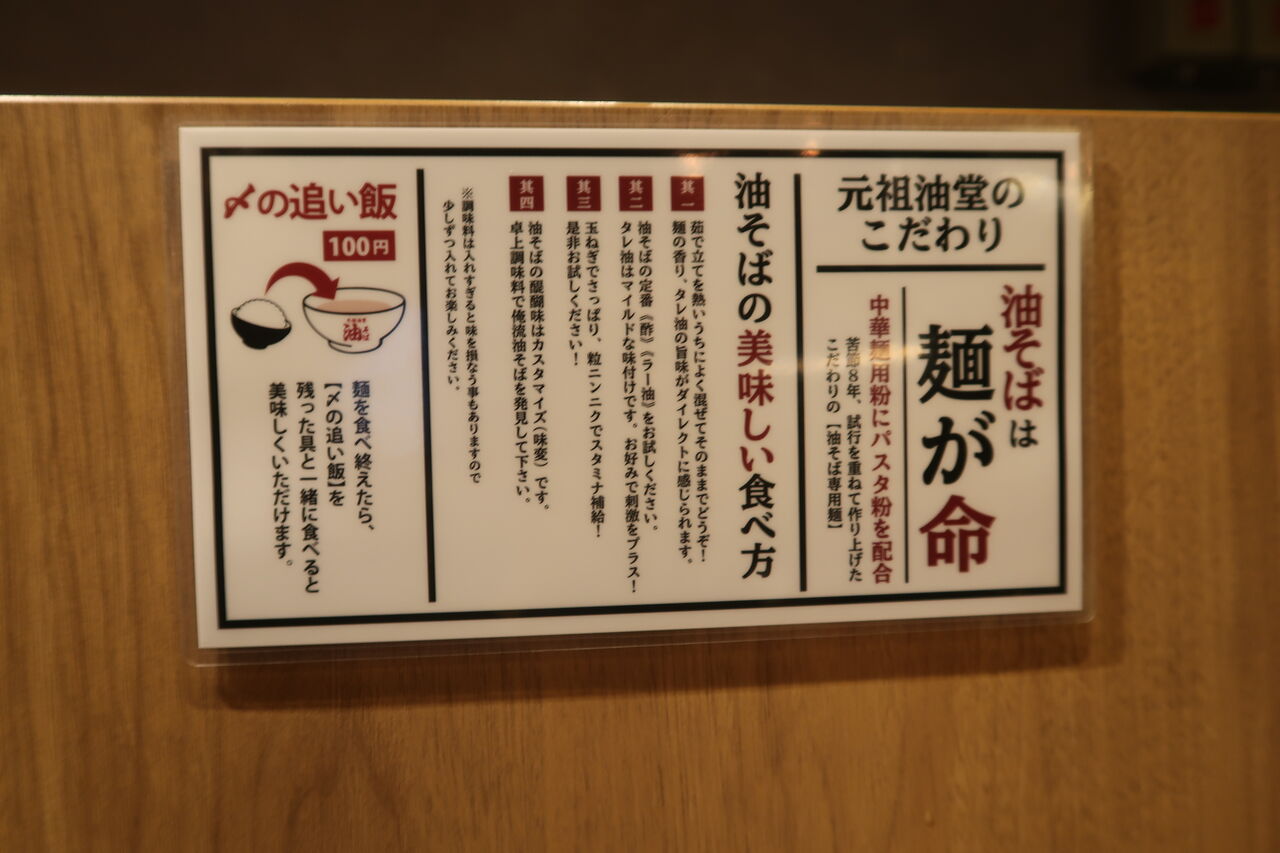 元祖油堂の
こだわり
油そばは
麺が命
中華麺用粉にパスタ粉を配合
苦節8年、試行を重ねて作り上げた
こだわりの【油そば専用麺】
油そばの美味しい食べ方
其一
茹で立てを熱いうちによく混ぜてそのままでどうぞ！
麺の香り、タレ油の旨味がダイレクトに感じられます。
其二
油そばの定番《酢》《ラー油》をお試しください。
タレ油はマイルドな味付けです。お好みで刺激をプラス！
其三
玉ねぎでさっぱり、粒ニンニクでスタミナ補給！
是非お試しください！
其四
油そばの醍醐味はカスタマイズ（味変）です。
卓上調味料で俺流油そばを発見して下さい。
※調味料は入れすぎると味を損なう事もありますので
少しずつ入れてお楽しみください。
〆の追い飯
100円
油そば
麺を食べ終えたら、
【〆の追い飯】を
残った具と一緒に食べると
美味しくいただけます。